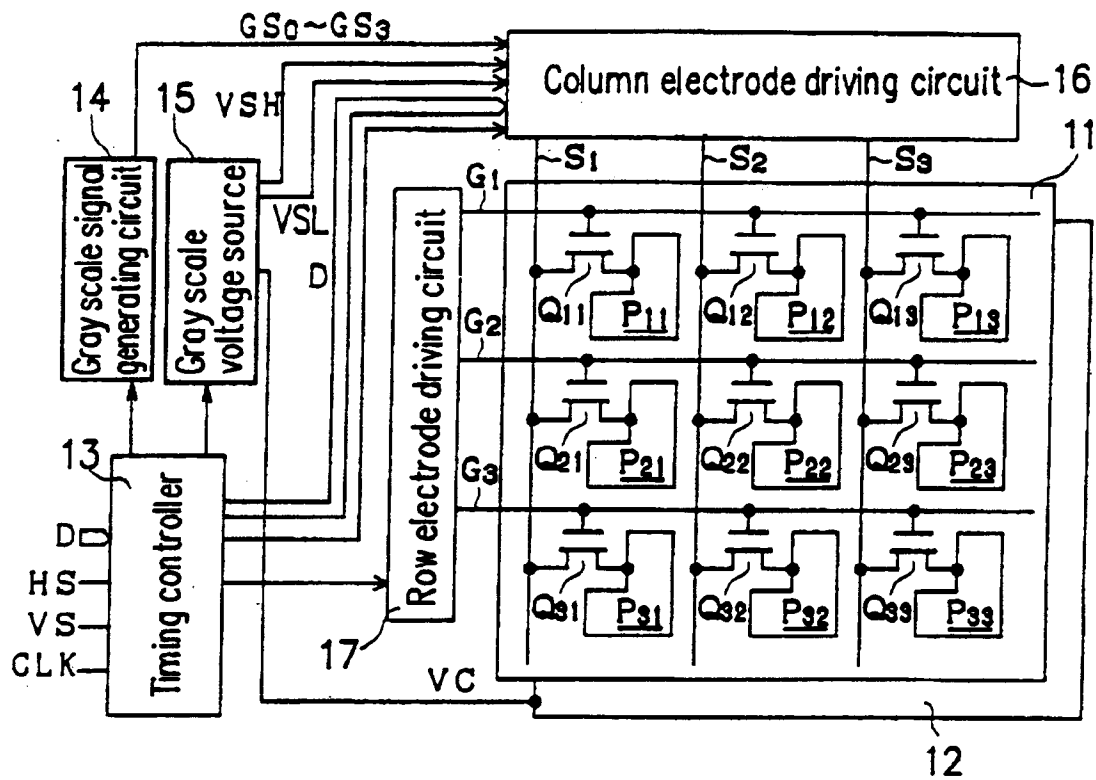 GS0~GS3
Column electrode driving circuit
16
14
15
VSH
VSL
D
Gray scale signal
generating circuit
Gray scale
voltage source
S1
S2
S3
11
G1
G2
G3
Row electrode driving circuit
17
Q11
P11
Q12
P12
Q13
P13
Q21
P21
Q22
P22
Q23
P23
Q31
P31
Q32
P32
Q33
P33
13
Timing controller
D
HS
VS
CLK
VC
12